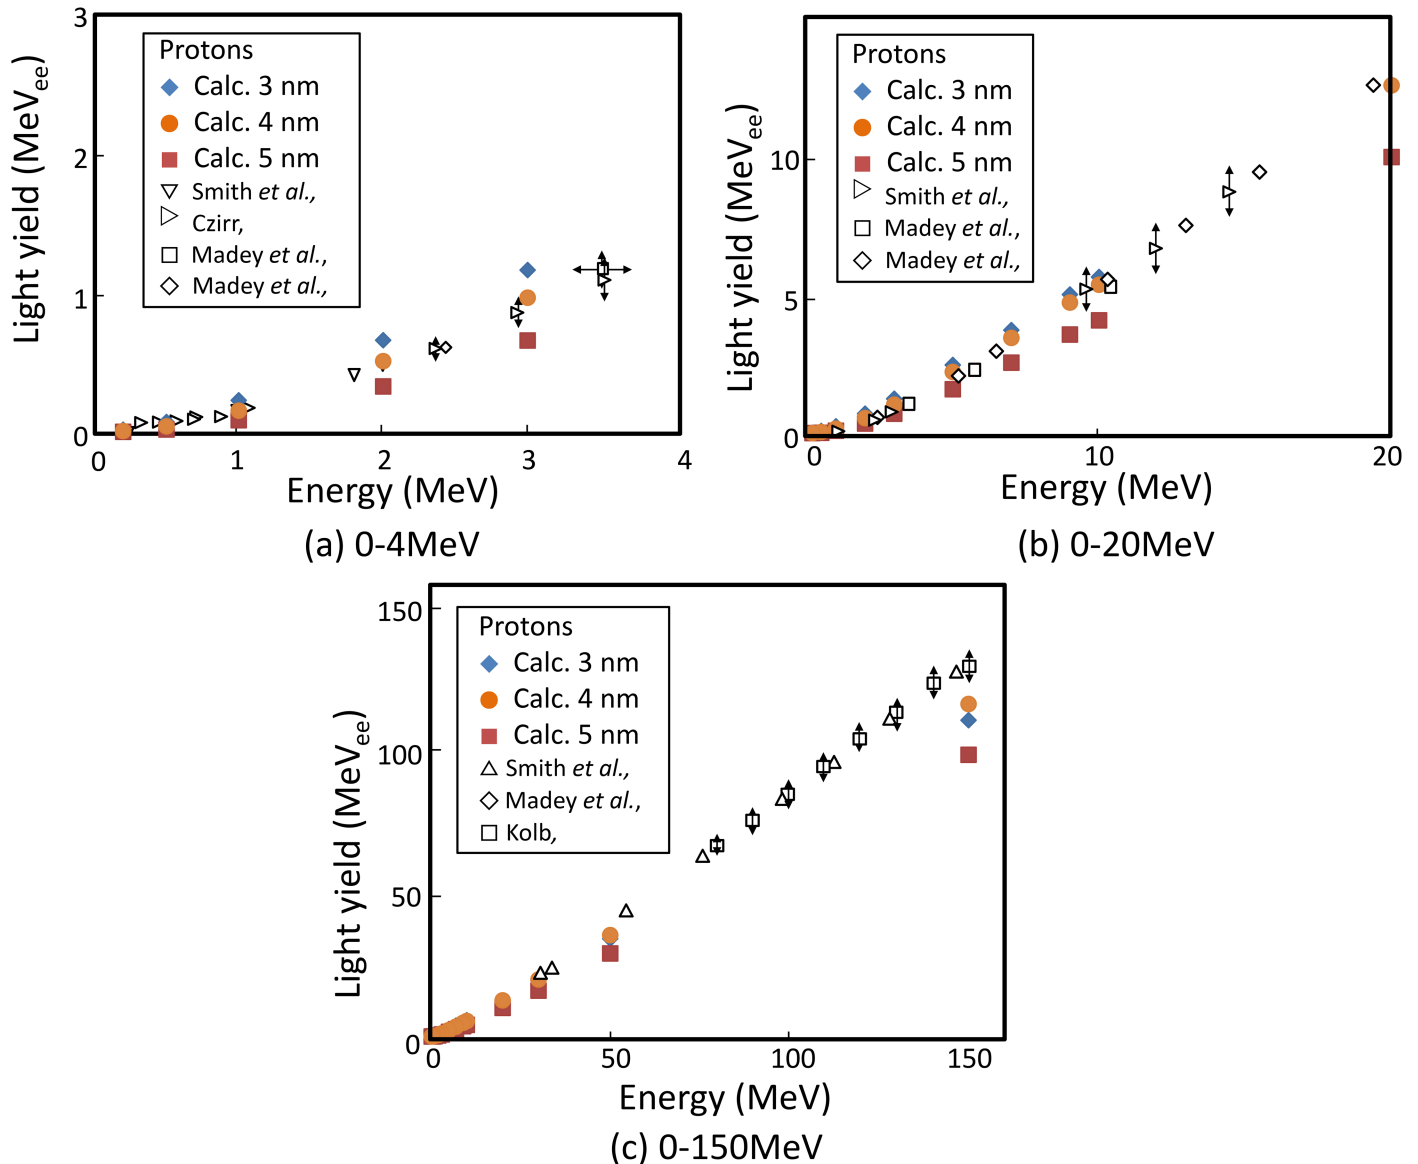 3
2
1
0
Light yield (MeVee)
Protons
Calc. 3 nm
Calc. 4 nm
Calc. 5 nm
Smith et al.,
Czirr,
Madey et al.,
Madey et al.,
0
1
2
3
4
Energy (MeV)
(a) 0-4MeV
10
5
0
Light yield (MeVee)
Protons
Calc. 3 nm
Calc. 4 nm
Calc. 5 nm
Smith et al.,
Madey et al.,
Madey et al.,
0
10
20
Energy (MeV)
(b) 0-20MeV
150
100
50
0
Light yield (MeVee)
Protons
Calc. 3 nm
Calc. 4 nm
Calc. 5 nm
Smith et al.,
Madey et al.,
Kolb,
0
50
100
150
Energy (MeV)
(c) 0-150MeV